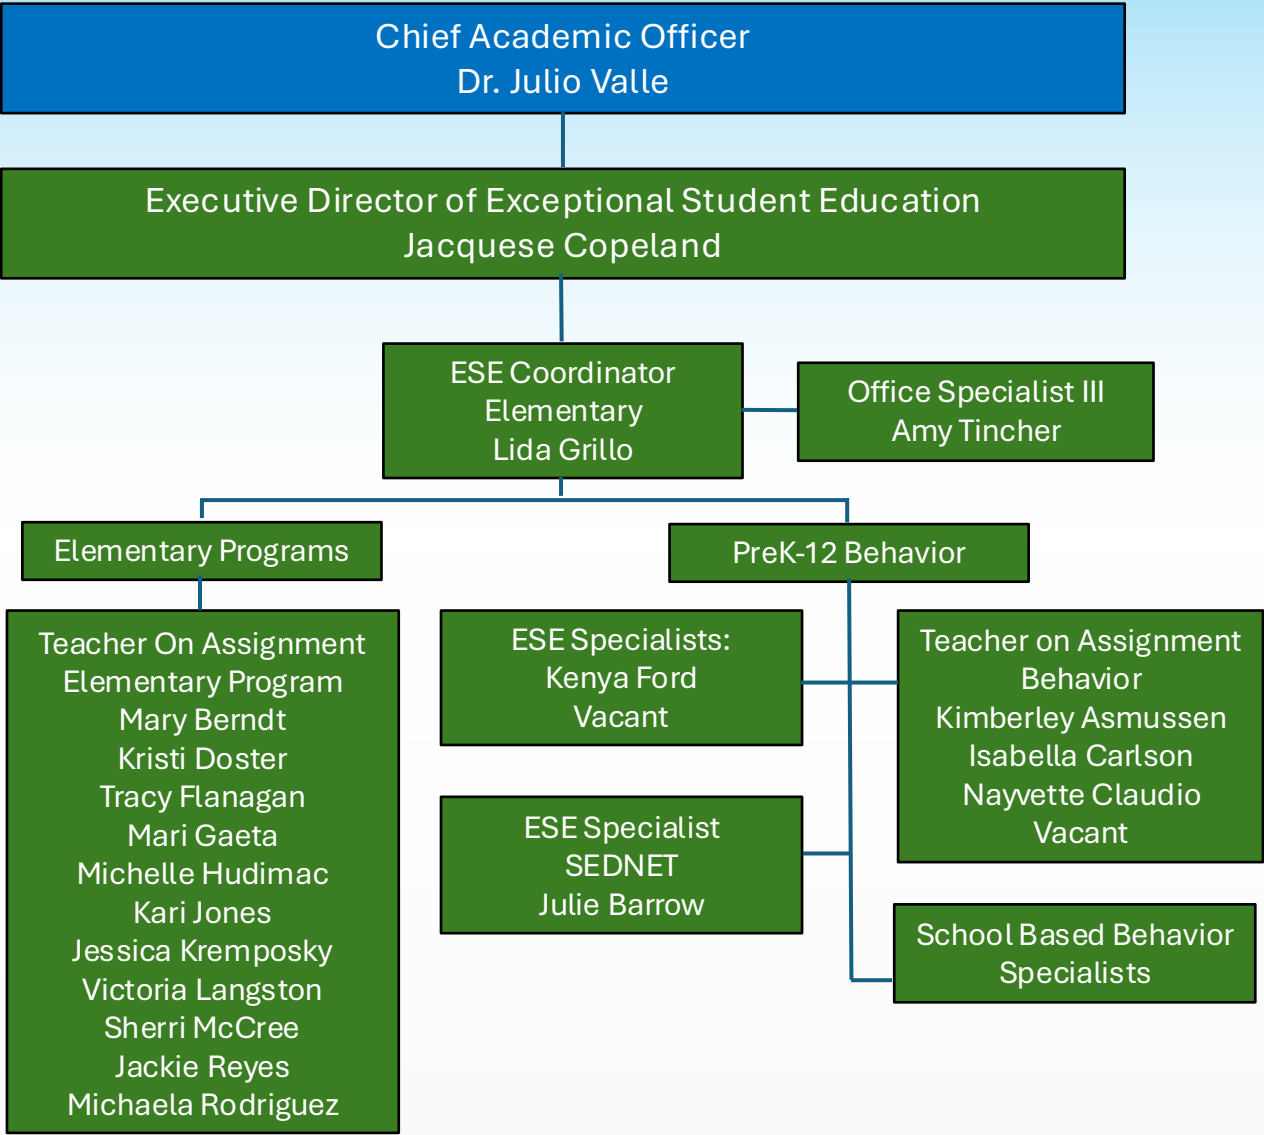 Chief Academic Officer
Dr. Julio Valle
Executive Director of Exceptional Student Education
Jacquese Copeland
ESE Coordinator
Elementary
Lida Grillo
Office Specialist III
Amy Tincher
Elementary Programs
PreK-12 Behavior
Teacher On Assignment
Elementary Program
Mary Berndt
Kristi Doster
Tracy Flanagan
Mari Gaeta
Michelle Hudimac
Kari Jones
Jessica Kremposky
Victoria Langston
Sherri McCree
Jackie Reyes
Michaela Rodriguez
ESE Specialists:
Kenya Ford
Vacant
ESE Specialist
SEDNET
Julie Barrow
Teacher on Assignment
Behavior
Kimberley Asmussen
Isabella Carlson
Nayvette Claudio
Vacant
School Based Behavior
Specialists